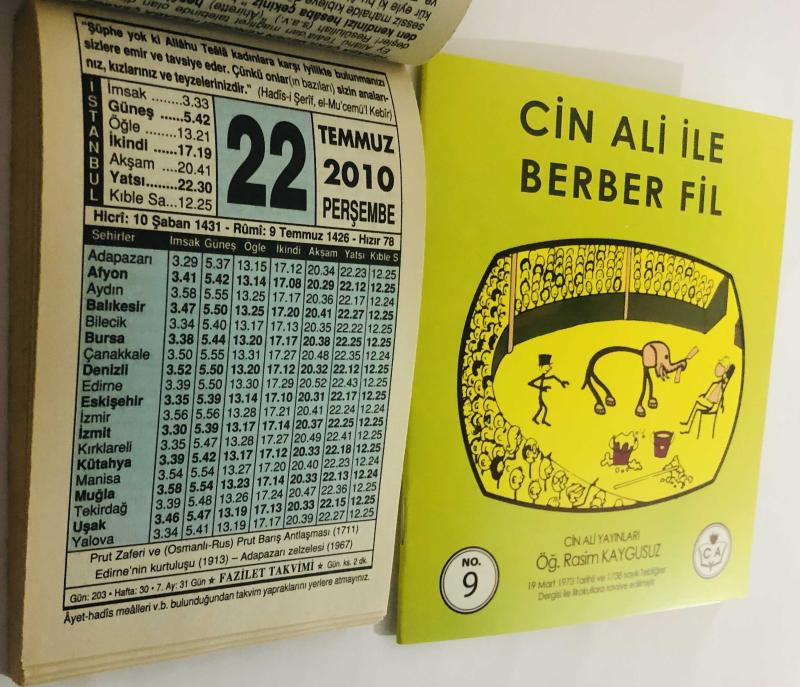 "Şüphe yok ki Allâhu Teâlâ kadınlara karşı iyilikte bulunmanızı
sizlere emir ve tavsiye eder. Çünkü onlar(ın bazıları) sizin anaları-
nız, kızlarınız ve teyzelerinizdir." (Hadîs-i Şerîf, el-Mu'cemü'l Kebîr)
İSTANBUL
İmsak ........3.33
Güneş ......5.42
Öğle ........13.21
İkindi ......17.19
Akşam ...20.41
Yatsı........22.30
Kıble Sa...12.25
22
TEMMUZ
2010
PERŞEMBE
Hicrî: 10 Şaban 1431 - Rûmî: 9 Temmuz 1426 - Hızır 78
Şehirler İmsak Güneş Öğle İkindi Akşam Yatsı Kıble S
Adapazarı 3.29 5.37 13.15 17.12 20.34 22.23 12.25
Afyon 3.41 5.42 13.14 17.08 20.29 22.12 12.25
Aydın 3.58 5.55 13.25 17.17 20.36 22.17 12.24
Balıkesir 3.47 5.50 13.25 17.20 20.41 22.27 12.25
Bilecik 3.34 5.40 13.17 17.13 20.35 22.22 12.25
Bursa 3.38 5.44 13.20 17.17 20.38 22.25 12.25
Çanakkale 3.50 5.55 13.31 17.27 20.48 22.35 12.24
Denizli 3.52 5.50 13.20 17.12 20.32 22.12 12.25
Edirne 3.39 5.50 13.30 17.29 20.52 22.43 12.25
Eskişehir 3.35 5.39 13.14 17.10 20.31 22.17 12.25
İzmir 3.56 5.56 13.28 17.21 20.41 22.24 12.24
İzmit 3.30 5.39 13.17 17.14 20.37 22.25 12.25
Kırklareli 3.35 5.47 13.28 17.27 20.49 22.41 12.25
Kütahya 3.39 5.42 13.17 17.12 20.33 22.18 12.25
Manisa 3.54 5.54 13.27 17.20 20.40 22.23 12.24
Muğla 3.58 5.54 13.23 17.14 20.33 22.13 12.24
Tekirdağ 3.39 5.48 13.26 17.24 20.47 22.36 12.25
Uşak 3.46 5.47 13.19 17.13 20.33 22.15 12.25
Yalova 3.34 5.41 13.19 17.17 20.39 22.27 12.25
Prut Zaferi ve (Osmanlı-Rus) Prut Barış Antlaşması (1711)
Edirne'nin kurtuluşu (1913) – Adapazarı zelzelesi (1967)
Gün: 203 • Hafta: 30 • 7. Ay: 31 Gün ★ FAZİLET TAKVİMİ ★ Gün. ks. 2 dk.
Âyet-hadîs meâlleri v.b. bulunduğundan takvim yapraklarını yerlere atmayınız.
CİN ALİ İLE
BERBER FİL
CİN ALİ YAYINLARI
Öğ. Rasim KAYGUSUZ
19 Mart 1973 Tarihli ve 1738 sayılı Tebliğler
Dergisi ile ilkokullara tavsiye edilmiştir.
NO.
9
C A